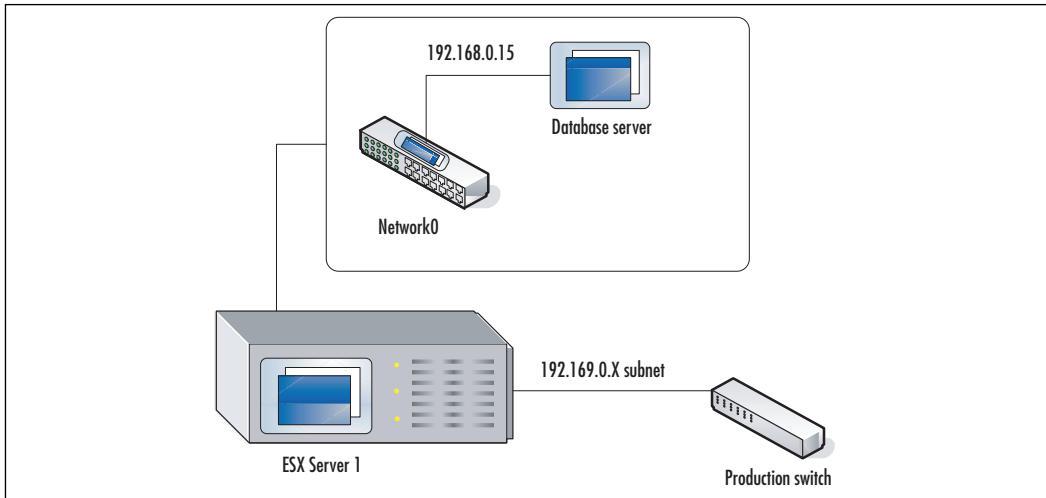 192.168.0.15
Database server
Network0
192.169.0.X subnet
ESX Server 1
Production switch